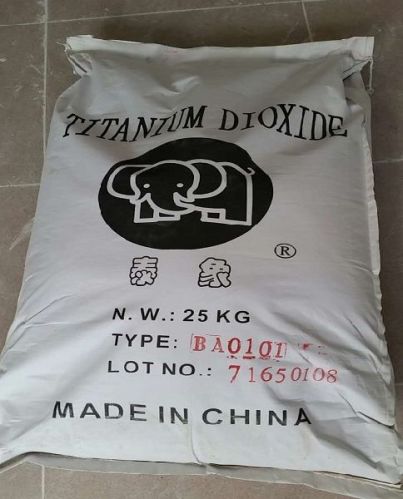 TITANIUM DIOXIDE
泰 象 ®
N. W.: 25 KG
TYPE: BA0101
LOT NO.: 71650108
MADE IN CHINA